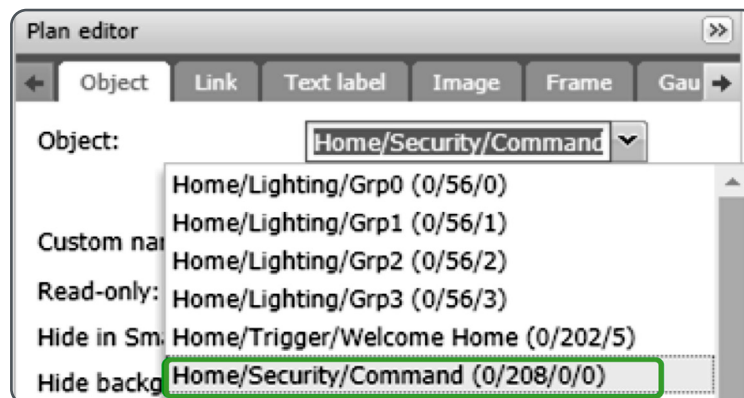 Plan editor
Object Link Text label Image Frame Gau
Object: Home/Security/Command
Home/Lighting/Grp0 (0/56/0)
Home/Lighting/Grp1 (0/56/1)
Custom nar
Home/Lighting/Grp2 (0/56/2)
Read-only: Home/Lighting/Grp3 (0/56/3)
Hide in Sm Home/Trigger/Welcome Home (0/202/5)
Hide backg Home/Security/Command (0/208/0/0)